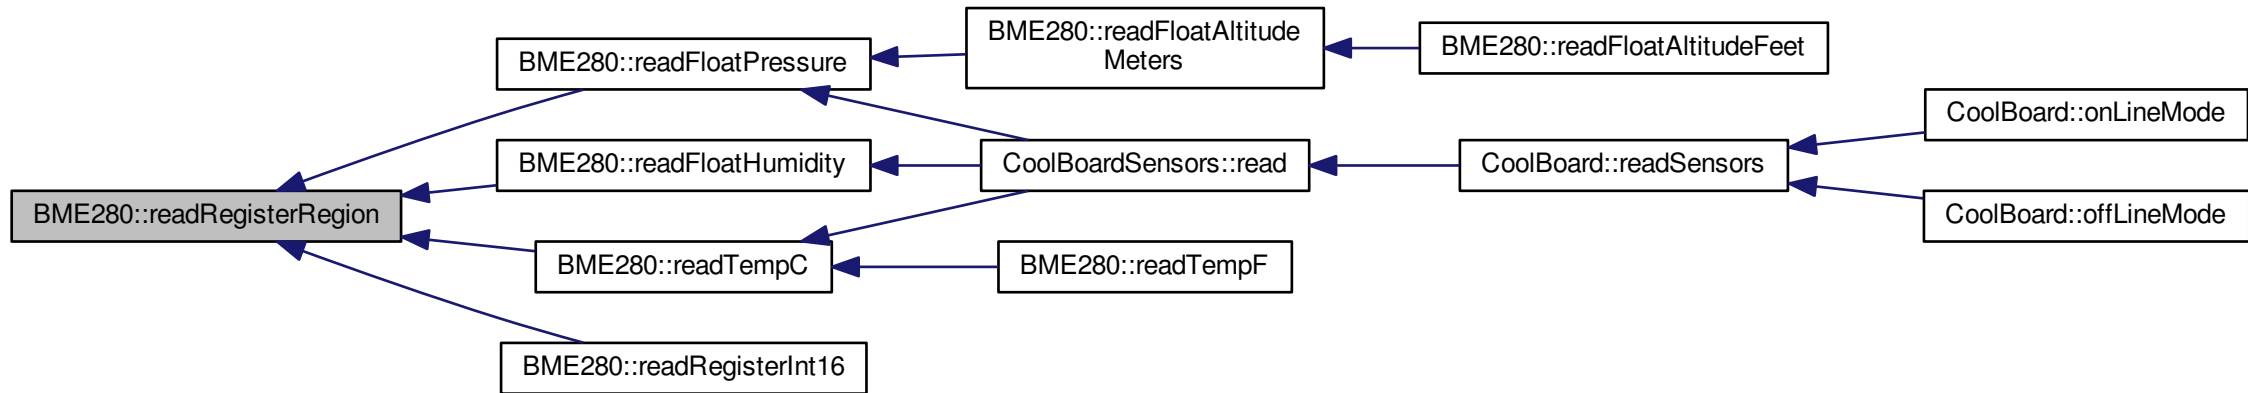 BME280::readFloatAltitude
Meters
BME280::readFloatAltitudeFeet
BME280::readFloatPressure
CoolBoard::onLineMode
BME280::readFloatHumidity
CoolBoardSensors::read
CoolBoard::readSensors
BME280::readRegisterRegion
CoolBoard::offLineMode
BME280::readTempC
BME280::readTempF
BME280::readRegisterInt16